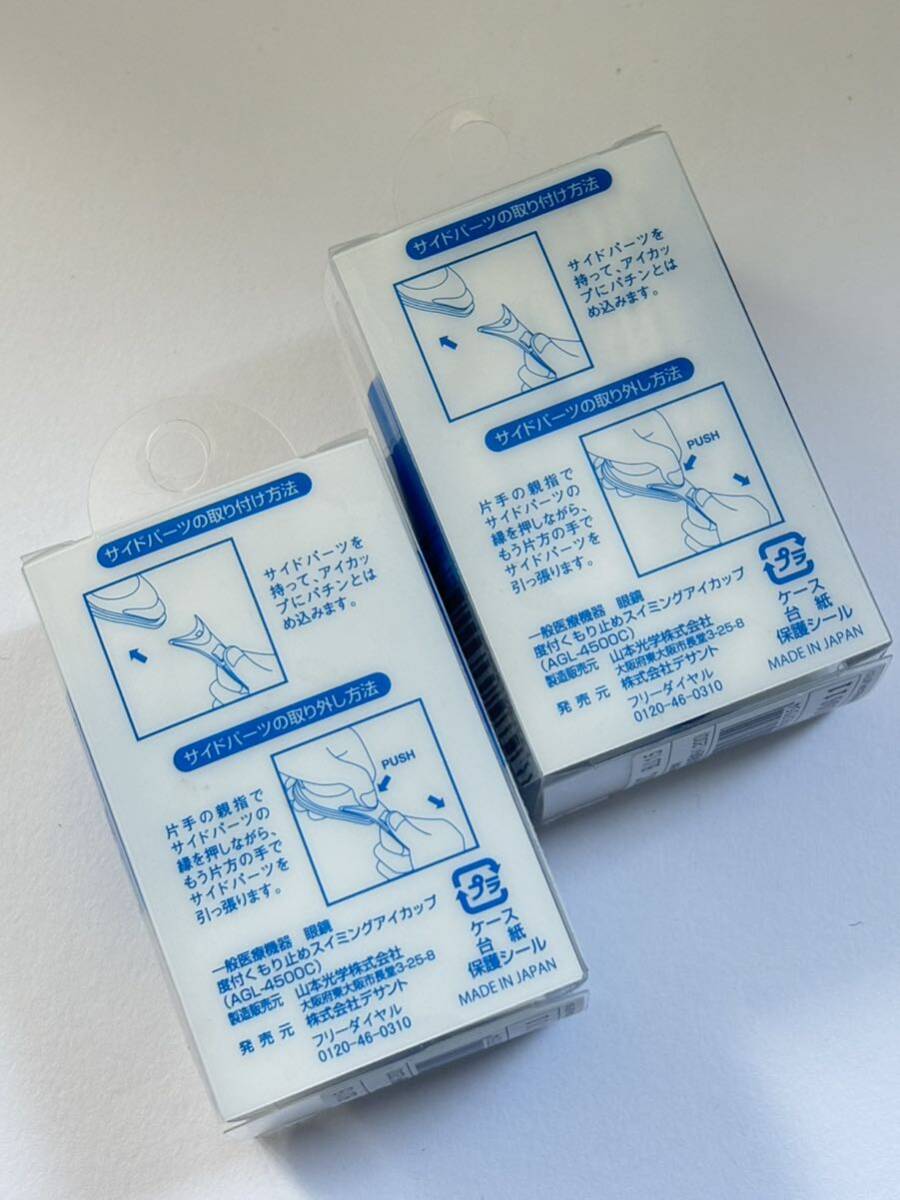 サイドパーツの取り付け方法
サイドパーツを
持って、アイカッ
プにパチンとは
め込みます。
サイドパーツの取り外し方法
PUSH
片手の親指で
サイドパーツの
縁を押しながら、
もう片方の手で
サイドパーツを
引っ張ります。
プラ
ケース
台紙
保護シール
MADE IN JAPAN
一般医療機器 眼鏡
度付くもり止めスイミングアイカップ
(AGL-4500C)
製造販売元 山本光学株式会社
大阪府東大阪市長堂3-25-8
発売元 株式会社デサント
フリーダイヤル
0120-46-0310
サイドパーツの取り付け方法
サイドパーツを
持って、アイカッ
プにパチンとは
め込みます。
サイドパーツの取り外し方法
PUSH
片手の親指で
サイドパーツの
縁を押しながら、
もう片方の手で
サイドパーツを
引っ張ります。
プラ
ケース
台紙
保護シール
MADE IN JAPAN
一般医療機器 眼鏡
度付くもり止めスイミングアイカップ
(AGL-4500C)
製造販売元 山本光学株式会社
大阪府東大阪市長堂3-25-8
発売元 株式会社デサント
フリーダイヤル
0120-46-0310